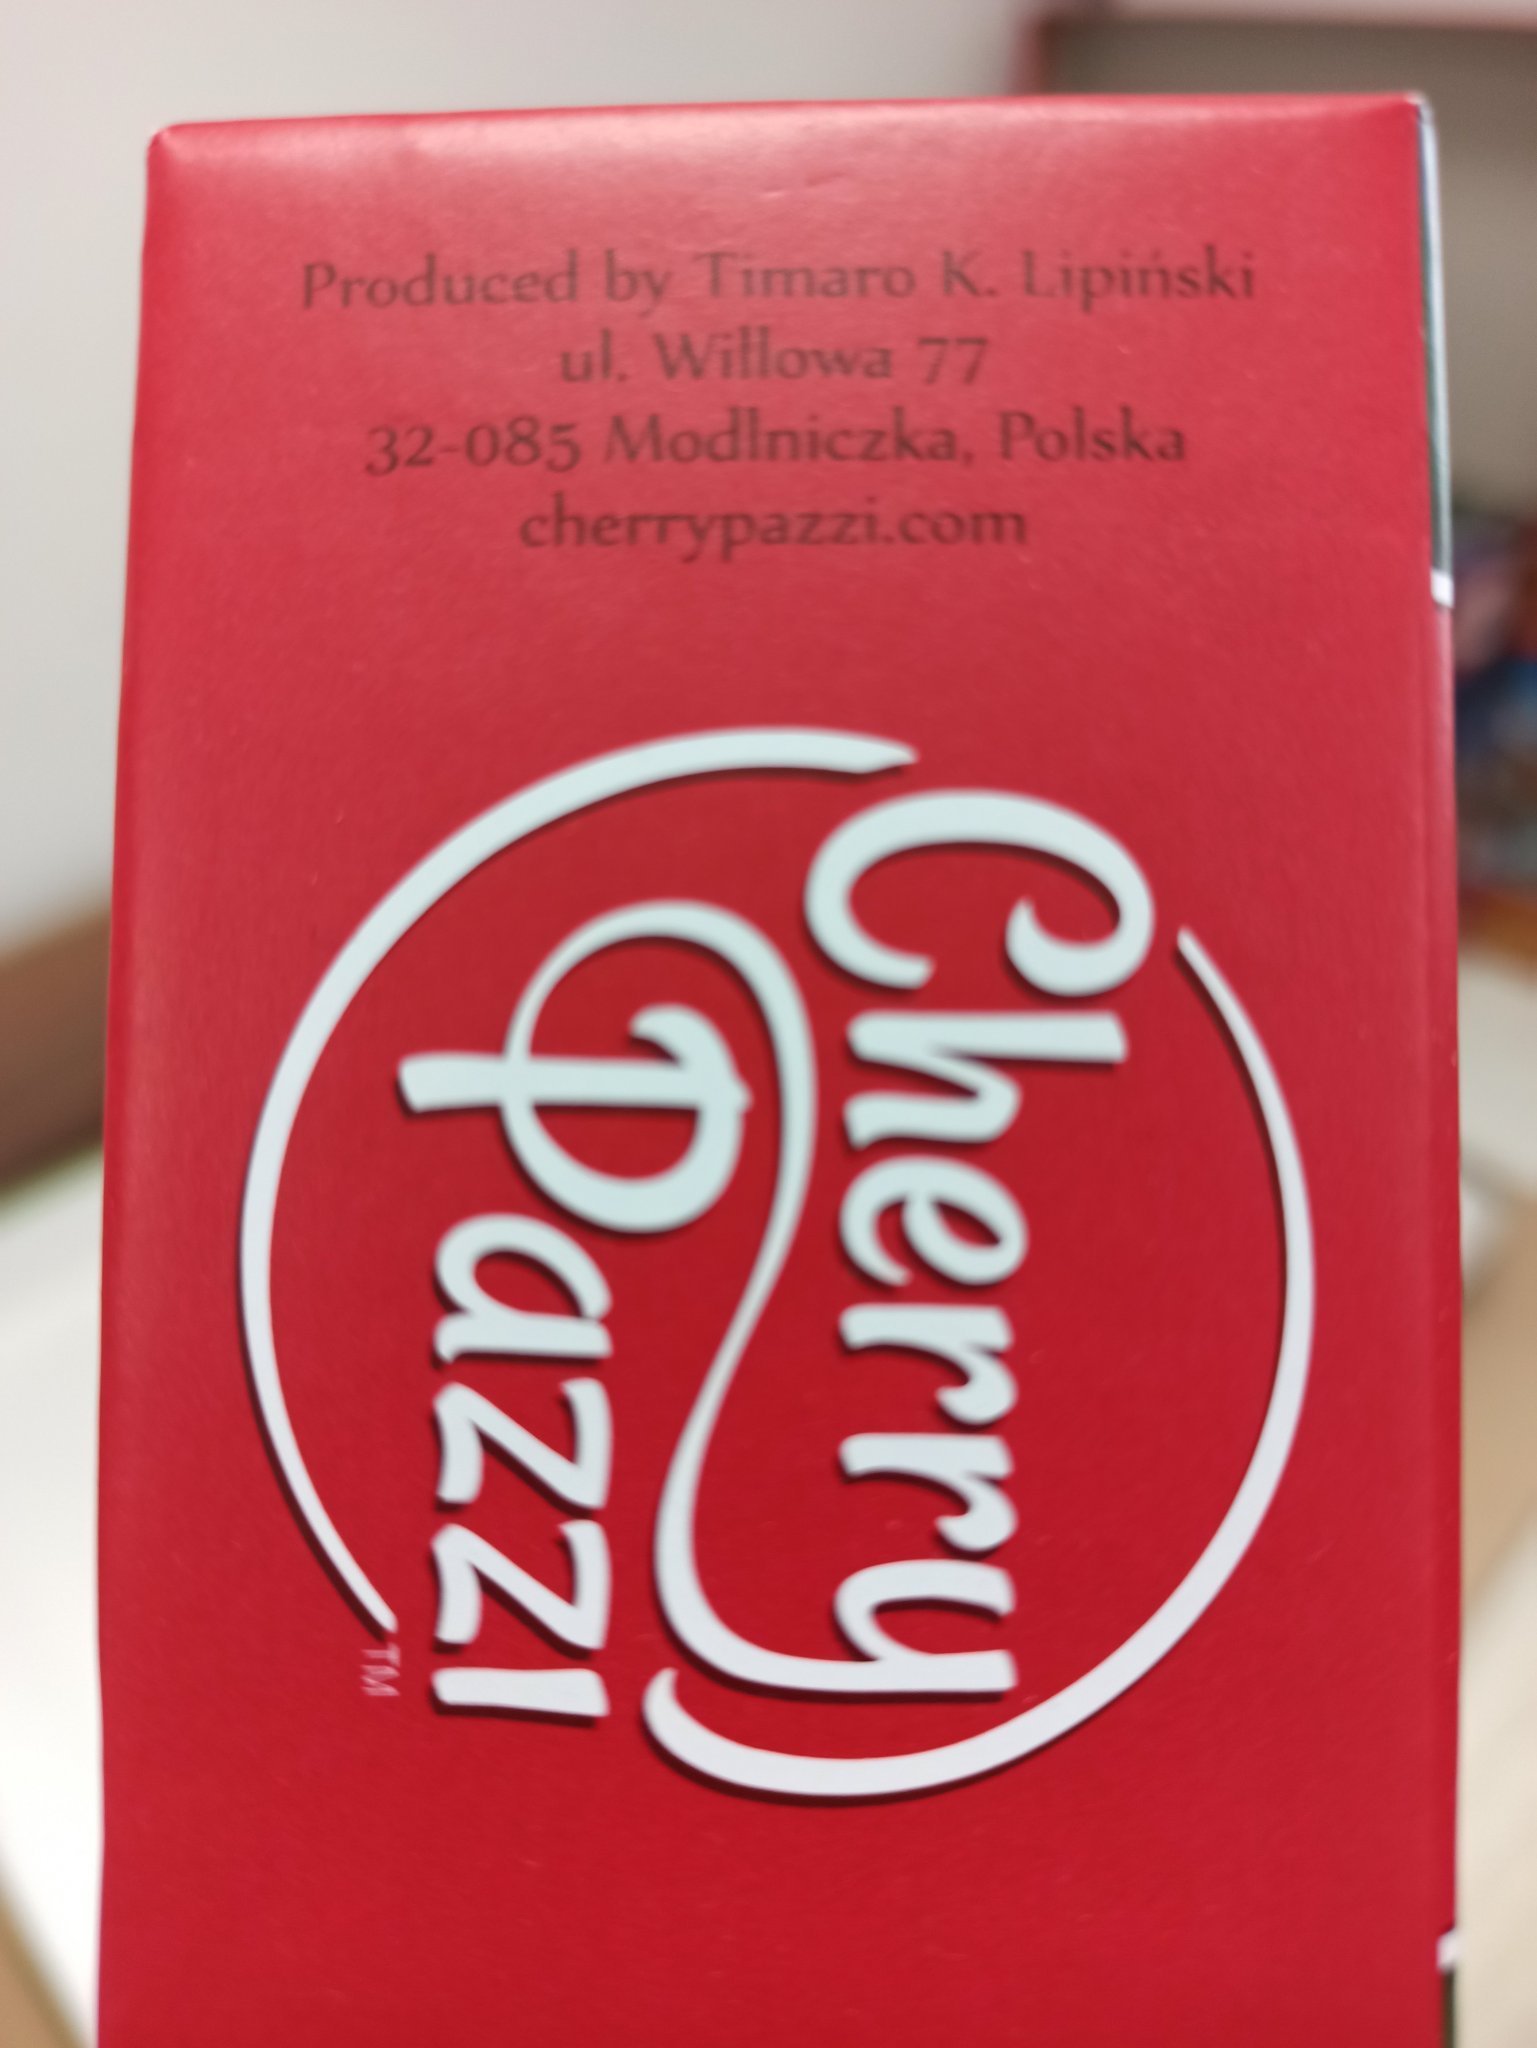 Produced by Timaro K. Lipiński
ul. Willowa 77
32-085 Modlniczka, Polska
cherrypazzi.com
Cherry
Pazzi
TM